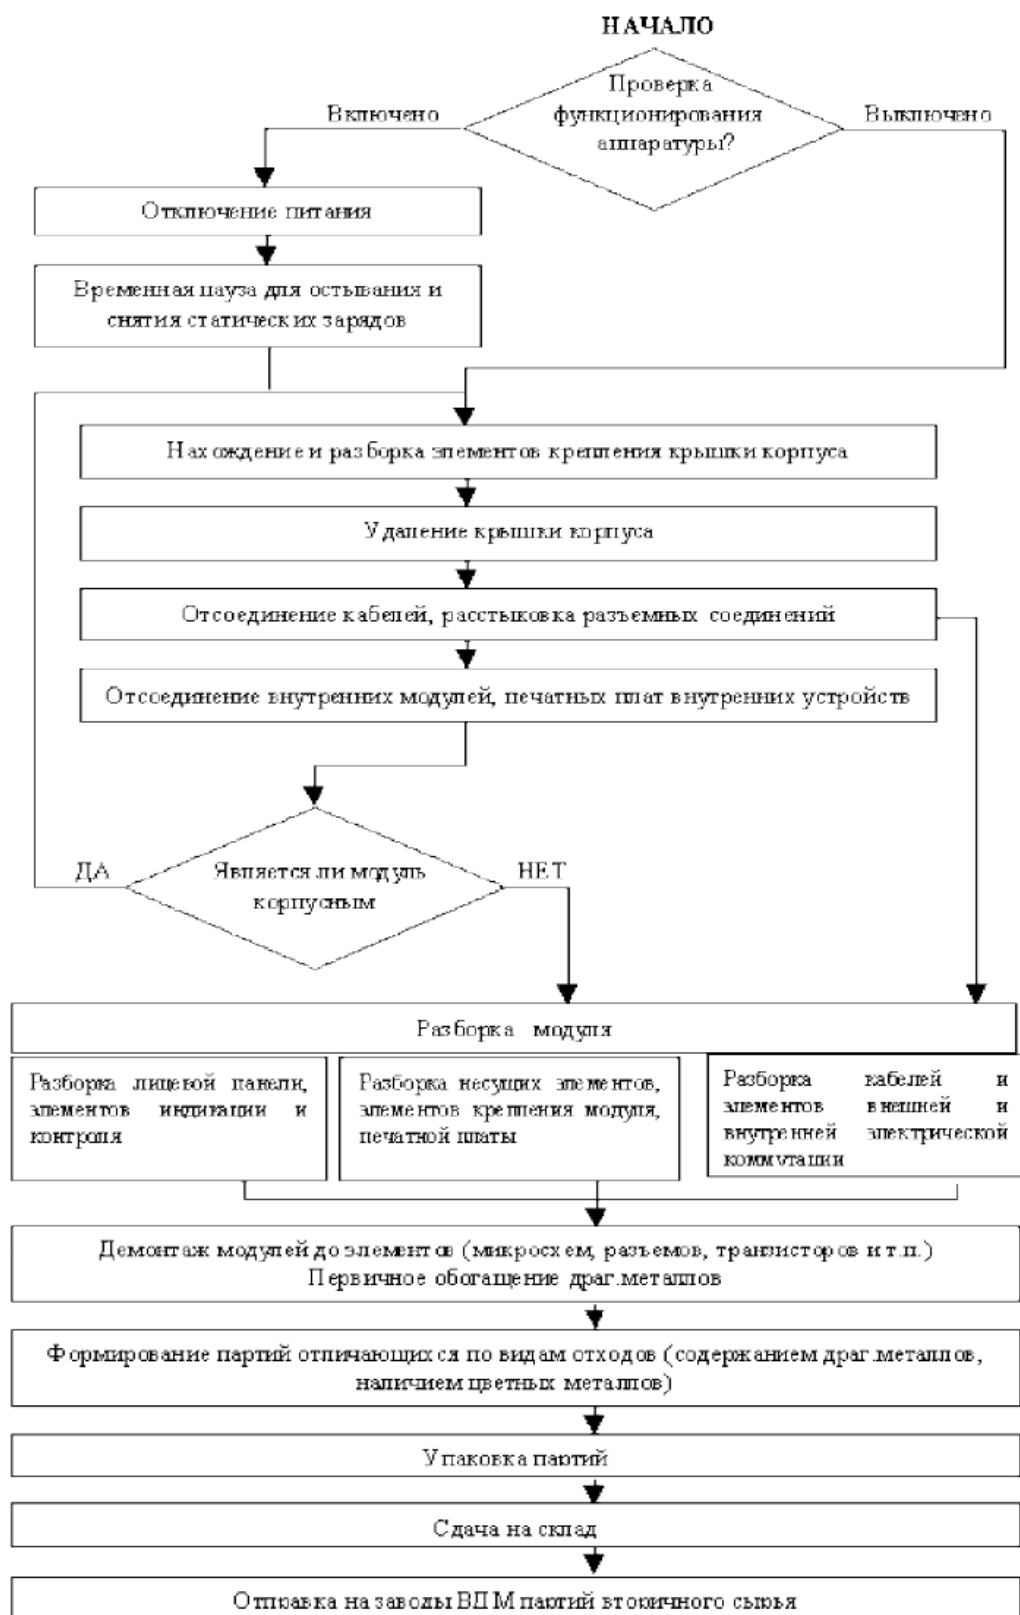 НАЧАЛО
Проверка
функционирования
аппаратуры?
Включено
Выключено
Отключение питания
Временная пауза для остывания и
снятия статических зарядов
Нахождение и разборка элементов крепления крышки корпуса
Удаление крышки корпуса
Отсоединение кабелей, расстыковка разъемных соединений
Отсоединение внутренних модулей, печатных плат внутренних устройств
ДА
Является ли модуль
корпусным
НЕТ
Разборка модуля
Разборка лицевой панели,
элементов индикации и
контроля
Разборка несущих элементов,
элементов крепления модуля,
печатной платы
Разборка кабелей и
элементов внешней и
внутренней электрической
коммутации
Демонтаж модулей до элементов (микросхем, разъемов, транзисторов и т.п.)
Первичное обогащение драг.металлов
Формирование партий отличающихся по видам отходов (содержанием драг.металлов,
наличием цветных металлов)
Упаковка партий
Сдача на склад
Отправка на заводы ВДМ партий вторичного сырья